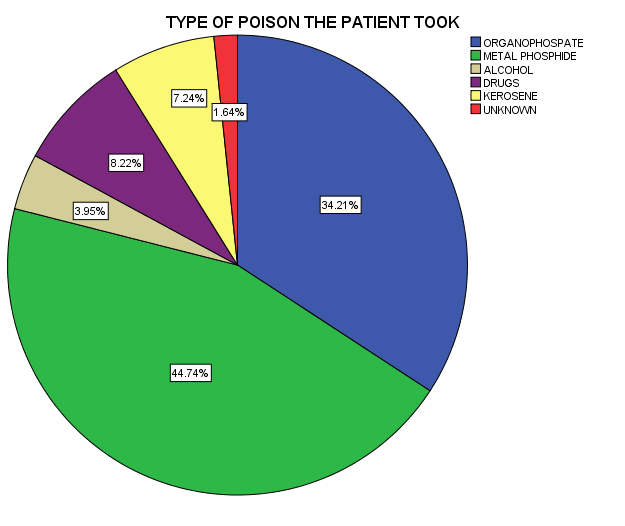 TYPE OF POISON THE PATIENT TOOK
ORGANOPHOSPATE
METAL PHOSPHIDE
ALCOHOL
DRUGS
KEROSENE
UNKNOWN
7.24%
1.64%
8.22%
34.21%
3.95%
44.74%